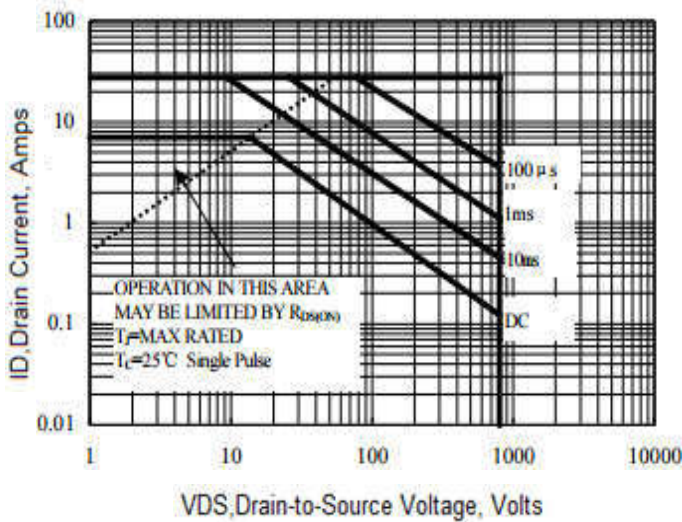 100
10
1
0.1
0.01
ID,Drain Current, Amps
100μs
1ms
10ms
DC
OPERATION IN THIS AREA
MAY BE LIMITED BY RDS(ON)
TJ=MAX RATED
TC=25℃ Single Pulse
1
10
100
1000
10000
VDS,Drain-to-Source Voltage, Volts